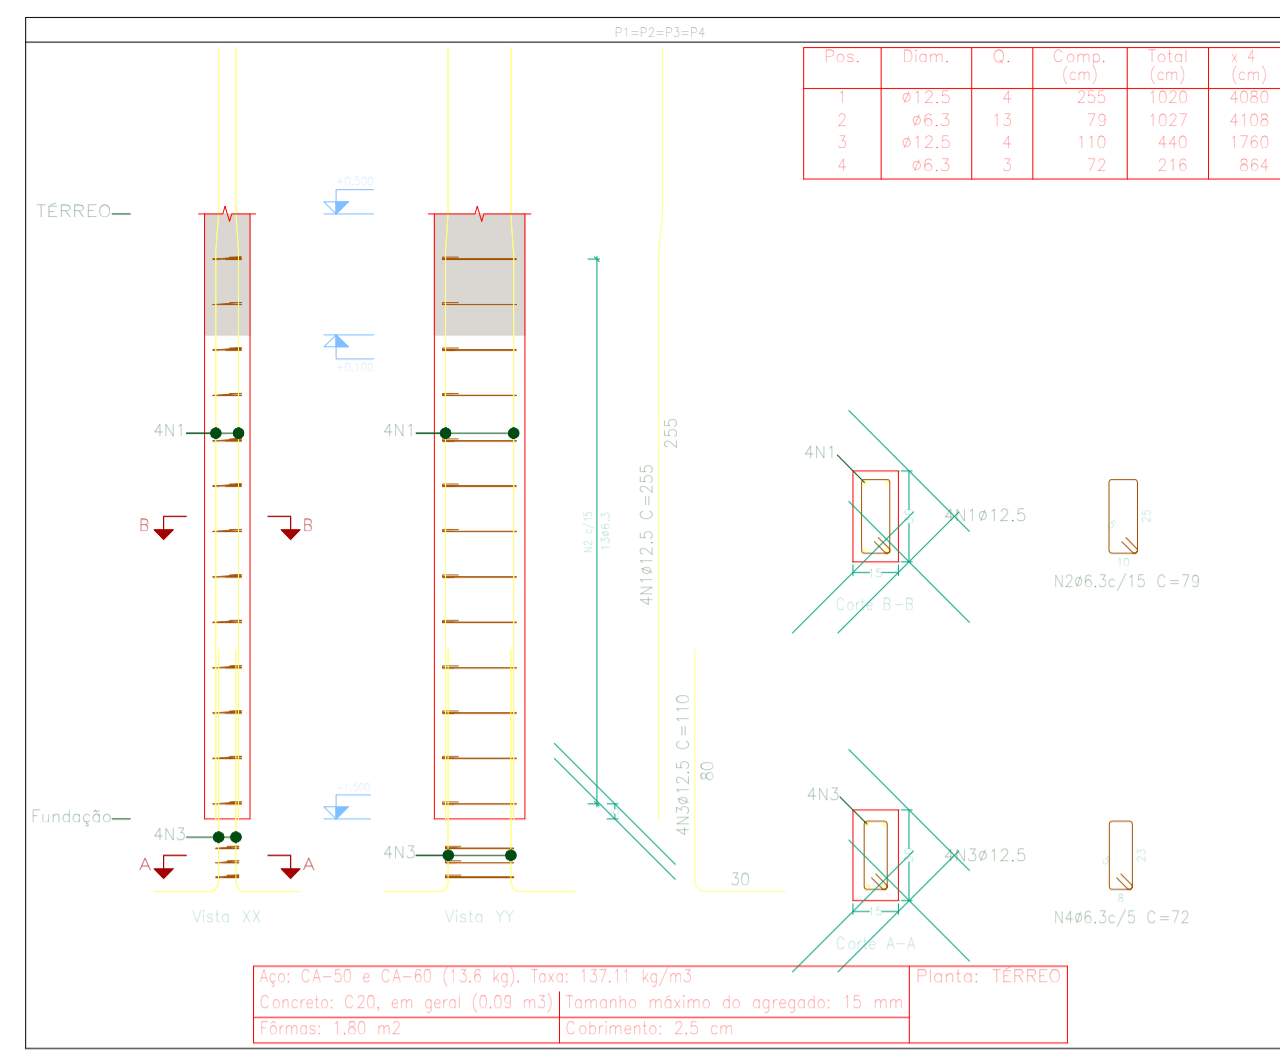 P1=P2=P3=P4
Pos. Diam. Q. Comp. (cm) Total (cm) x 4 (cm)
1 ø12.5 4 255 1020 4080
2 ø6.3 13 79 1027 4108
3 ø12.5 4 110 440 1760
4 ø6.3 3 72 216 864
+0.500
TÉRREO
+0.100
4N1
4N1
255
4N1ø12.5 C=255
N2 c/15
13ø6.3
B B
4N1
4N1ø12.5
15
Corte B-B
25
10
N2ø6.3c/15 C=79
-1.500
Fundação
4N3
4N3
A A
4N3ø12.5 C=110
80
30
Vista XX
Vista YY
4N3
4N3ø12.5
15
Corte A-A
23
8
N4ø6.3c/5 C=72
Aço: CA-50 e CA-60 (13.6 kg). Taxa: 137.11 kg/m3
Planta: TÉRREO
Concreto: C20, em geral (0.09 m3) Tamanho máximo do agregado: 15 mm
Fôrmas: 1.80 m2 Cobrimento: 2.5 cm